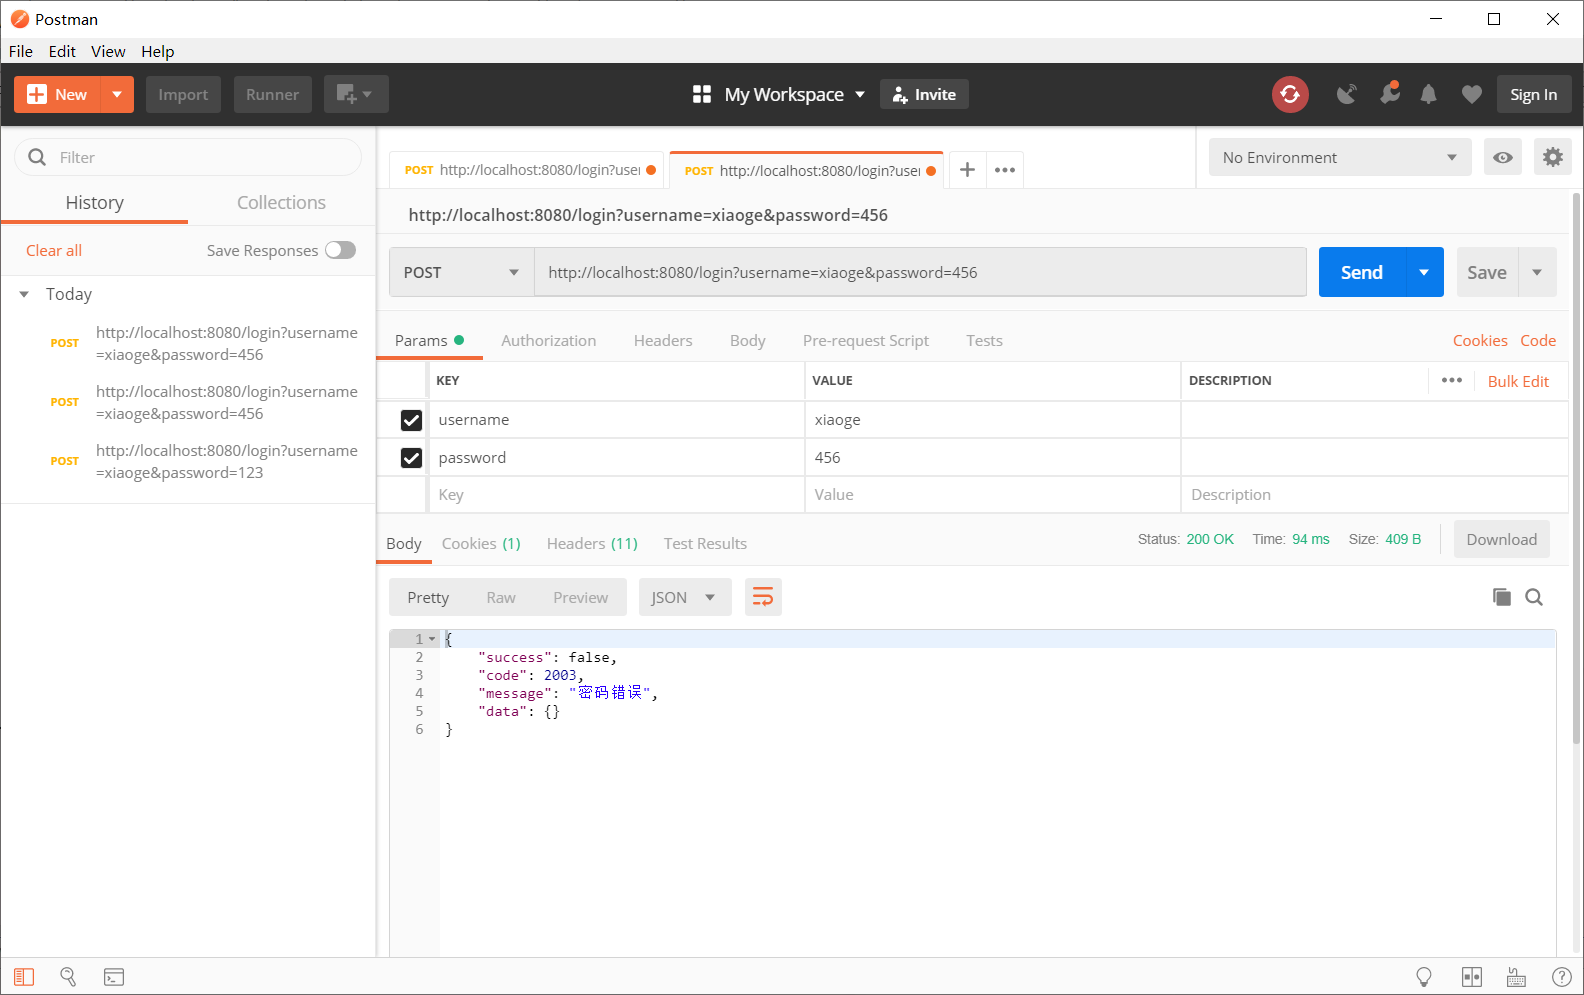 Postman
File Edit View Help
New Import Runner My Workspace Invite Sign In
Filter
History Collections
Clear all Save Responses
Today
POST http://localhost:8080/login?username
=xiaoge&password=456
POST http://localhost:8080/login?username
=xiaoge&password=456
POST http://localhost:8080/login?username
=xiaoge&password=123
POST http://localhost:8080/login?user POST http://localhost:8080/login?user No Environment
http://localhost:8080/login?username=xiaoge&password=456
POST http://localhost:8080/login?username=xiaoge&password=456 Send Save
Params Authorization Headers Body Pre-request Script Tests Cookies Code
KEY VALUE DESCRIPTION Bulk Edit
username xiaoge
password 456
Key Value Description
Body Cookies (1) Headers (11) Test Results Status: 200 OK Time: 94 ms Size: 409 B Download
Pretty Raw Preview JSON
1 {
2 "success": false,
3 "code": 2003,
4 "message": "密码错误",
5 "data": {}
6 }